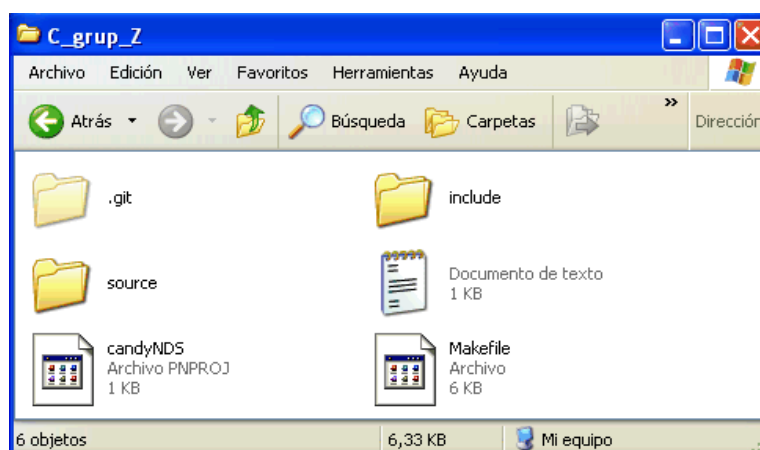 C_grup_Z
Archivo Edición Ver Favoritos Herramientas Ayuda
Atrás Búsqueda Carpetas » Dirección
.git
include
source
Documento de texto
1 KB
candyNDS
Archivo PNPROJ
1 KB
Makefile
Archivo
6 KB
6 objetos 6,33 KB Mi equipo